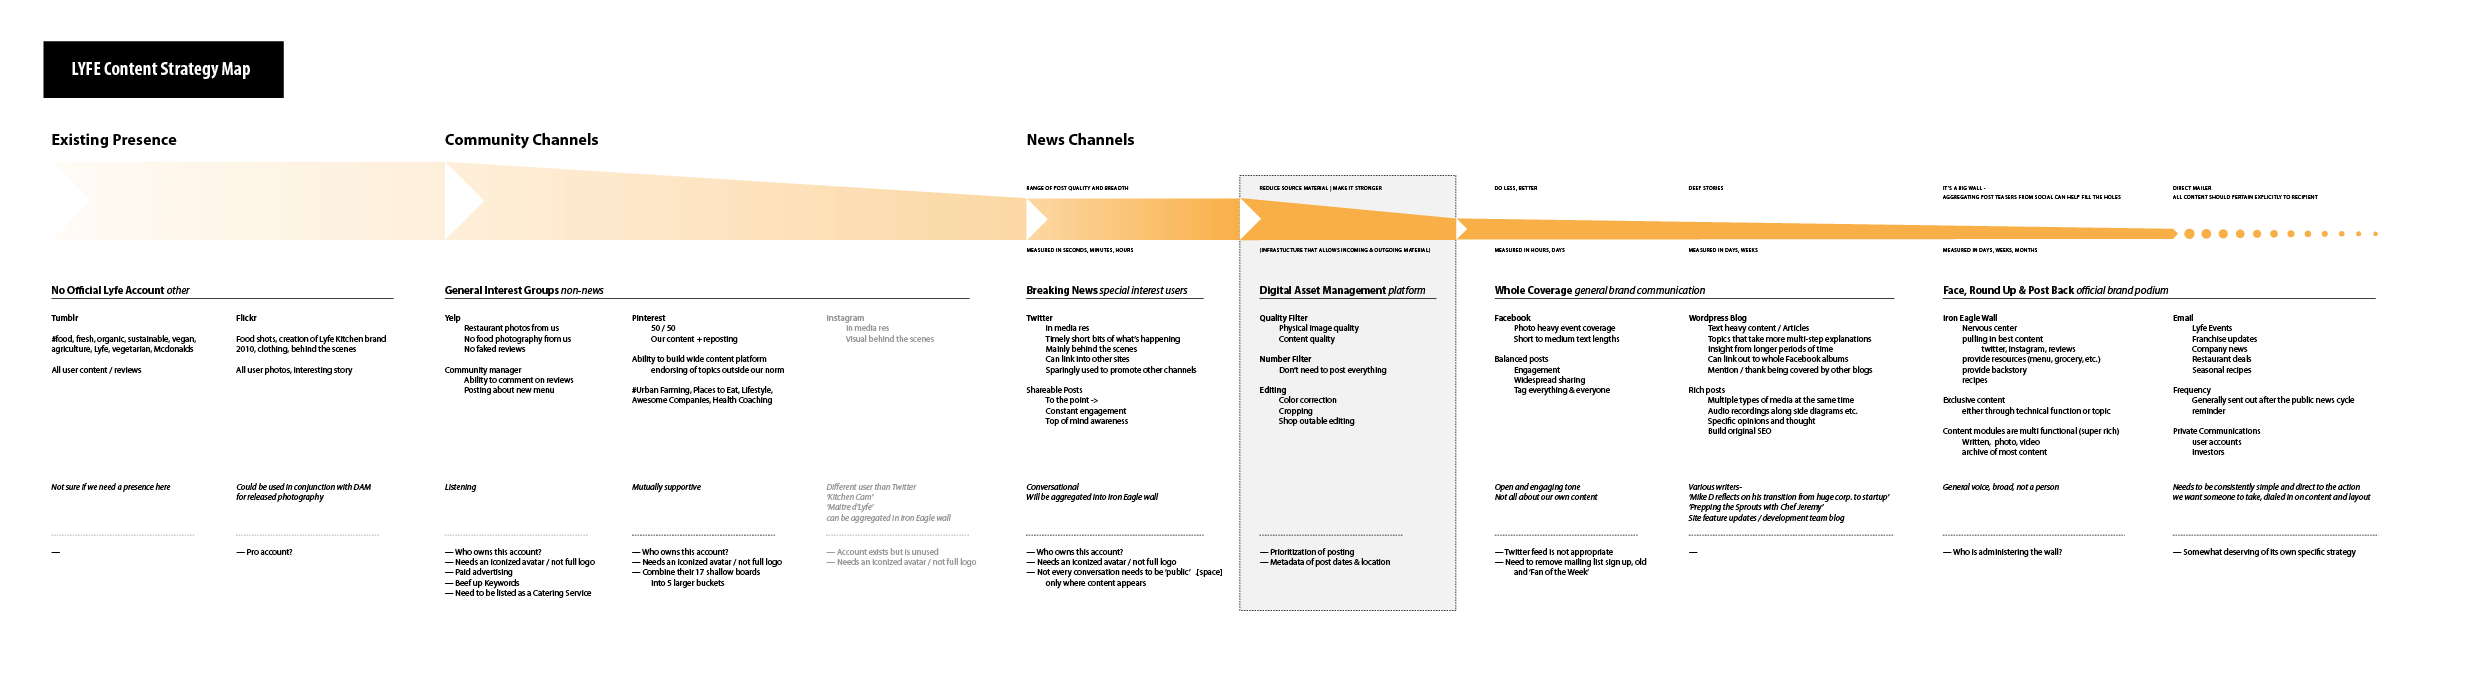 LYFE Content Strategy Map
Existing Presence
Community Channels
News Channels
RANGE OF POST QUALITY AND BREADTH
REDUCE SOURCE MATERIAL | MAKE IT STRONGER
DO LESS, BETTER
DEEP STORIES
IT'S A BIG WALL -
AGGREGATING POST TEASERS FROM SOCIAL CAN HELP FILL THE HOLES
DIRECT MAILER
ALL CONTENT SHOULD PERTAIN EXPLICITLY TO RECIPIENT
MEASURED IN SECONDS, MINUTES, HOURS
(INFRASTUCTURE THAT ALLOWS INCOMING & OUTGOING MATERIAL)
MEASURED IN HOURS, DAYS
MEASURED IN DAYS, WEEKS
MEASURED IN DAYS, WEEKS, MONTHS
No Official Lyfe Account other
Tumblr
#food, fresh, organic, sustainable, vegan,
agriculture, Lyfe, vegetarian, Mcdonalds
All user content / reviews
Not sure if we need a presence here
—
Flickr
Food shots, creation of Lyfe Kitchen brand
2010, clothing, behind the scenes
All user photos, interesting story
Could be used in conjunction with DAM
for released photography
— Pro account?
General Interest Groups non-news
Yelp
Restaurant photos from us
No food photography from us
No faked reviews
Community manager
Ability to comment on reviews
Posting about new menu
Listening
— Who owns this account?
— Needs an iconized avatar / not full logo
— Paid advertising
— Beef up Keywords
— Need to be listed as a Catering Service
Pinterest
50 / 50
Our content + reposting
Ability to build wide content platform
endorsing of topics outside our norm
#Urban Farming, Places to Eat, Lifestyle,
Awesome Companies, Health Coaching
Mutually supportive
— Who owns this account?
— Needs an iconized avatar / not full logo
— Combine their 17 shallow boards
into 5 larger buckets
Instagram
In media res
Visual behind the scenes
Different user than Twitter
'Kitchen Cam'
'Maitre d'Lyfe'
can be aggregated in Iron Eagle wall
— Account exists but is unused
— Needs an iconized avatar / not full logo
Breaking News special interest users
Twitter
In media res
Timely short bits of what's happening
Mainly behind the scenes
Can link into other sites
Sparingly used to promote other channels
Shareable Posts
To the point ->
Constant engagement
Top of mind awareness
Conversational
Will be aggregated into Iron Eagle wall
— Who owns this account?
— Needs an iconized avatar / not full logo
— Not every conversation needs to be 'public' .[space]
only where content appears
Digital Asset Management platform
Quality Filter
Physical image quality
Content quality
Number Filter
Don't need to post everything
Editing
Color correction
Cropping
Shop outable editing
— Prioritization of posting
— Metadata of post dates & location
Whole Coverage general brand communication
Facebook
Photo heavy event coverage
Short to medium text lengths
Balanced posts
Engagement
Widespread sharing
Tag everything & everyone
Open and engaging tone
Not all about our own content
— Twitter feed is not appropriate
— Need to remove mailing list sign up, old
and 'Fan of the Week'
Wordpress Blog
Text heavy content / Articles
Topics that take more multi-step explanations
Insight from longer periods of time
Can link out to whole Facebook albums
Mention / thank being covered by other blogs
Rich posts
Multiple types of media at the same time
Audio recordings along side diagrams etc.
Specific opinions and thought
Build original SEO
Various writers-
'Mike D reflects on his transition from huge corp. to startup'
'Prepping the Sprouts with Chef Jeremy'
Site feature updates / development team blog
—
Face, Round Up & Post Back official brand podium
Iron Eagle Wall
Nervous center
pulling in best content
twitter, instagram, reviews
provide resources (menu, grocery, etc.)
provide backstory
recipes
Exclusive content
either through technical function or topic
Content modules are multi functional (super rich)
Written, photo, video
archive of most content
General voice, broad, not a person
— Who is administering the wall?
Email
Lyfe Events
Franchise updates
Company news
Restaurant deals
Seasonal recipes
Frequency
Generally sent out after the public news cycle
reminder
Private Communications
user accounts
investors
Needs to be consistently simple and direct to the action
we want someone to take, dialed in on content and layout
— Somewhat deserving of its own specific strategy